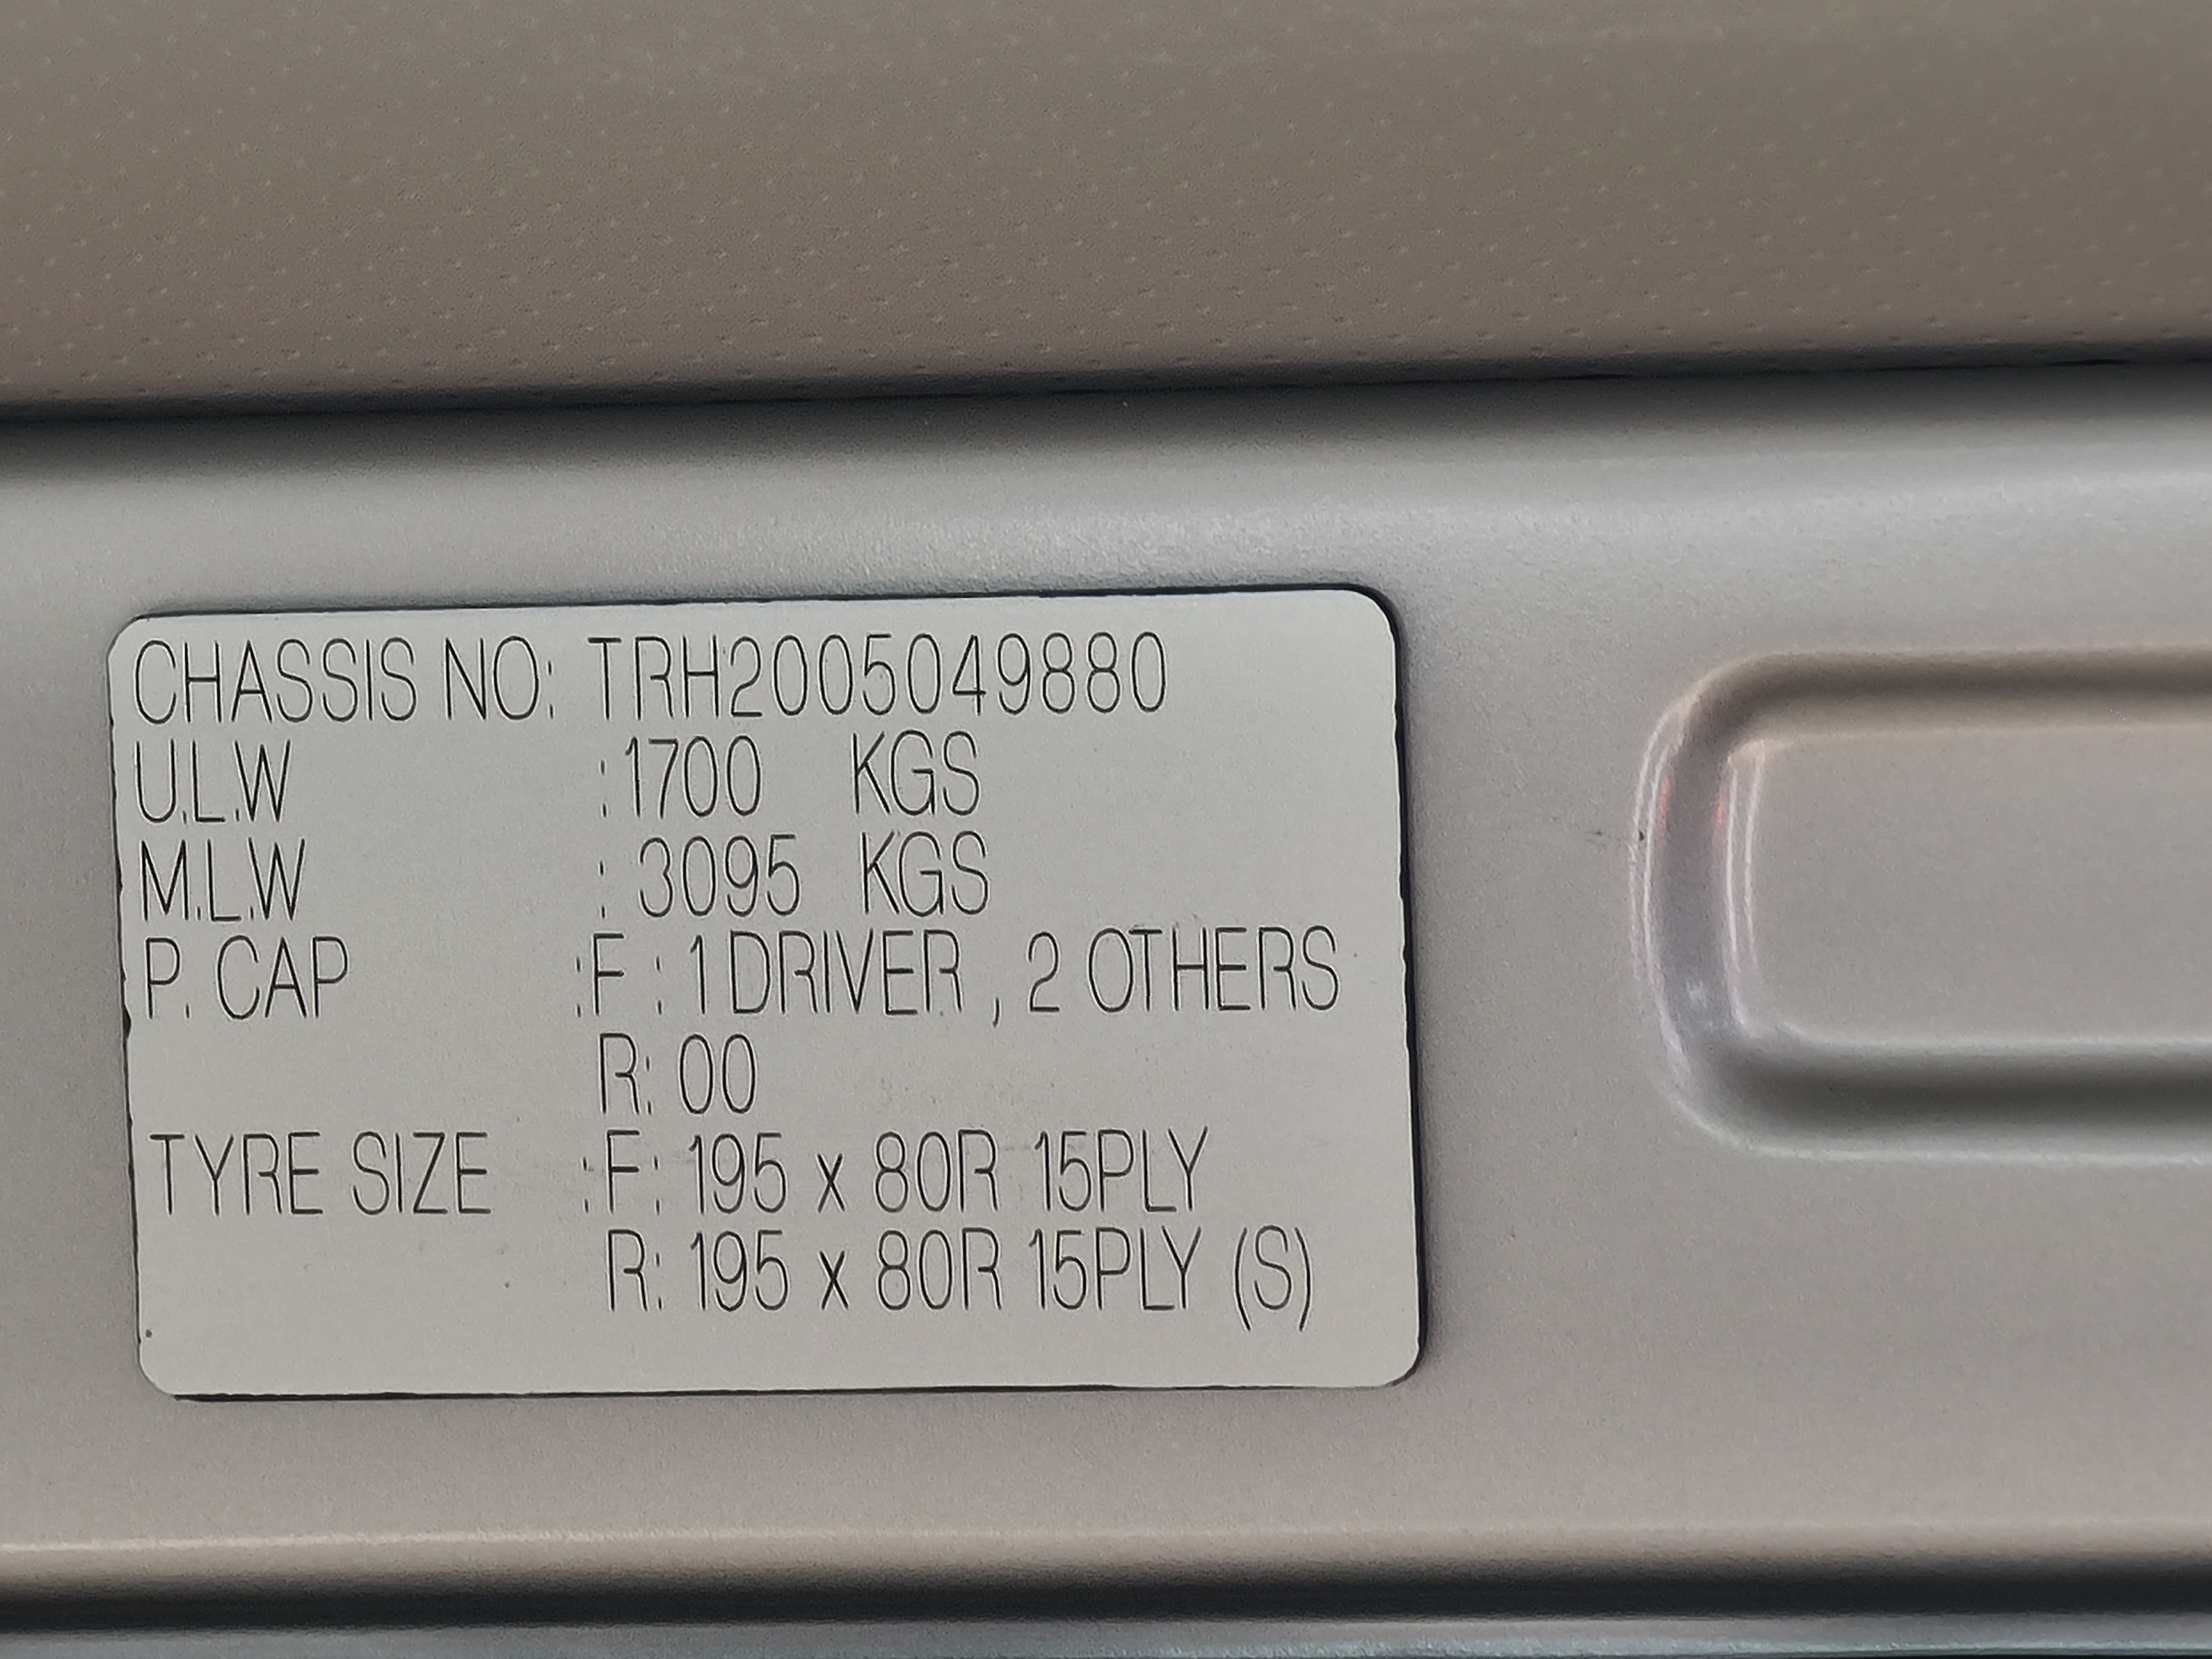 CHASSIS NO: TRH2005049880
U.L.W :1700 KGS
M.L.W : 3095 KGS
P. CAP :F : 1 DRIVER , 2 OTHERS
R: 00
TYRE SIZE :F: 195 x 80R 15PLY
R: 195 x 80R 15PLY (S)